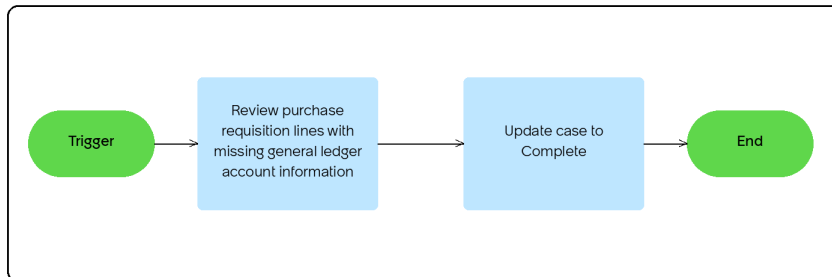 Trigger
Review purchase
requisition lines with
missing general ledger
account information
Update case to
Complete
End